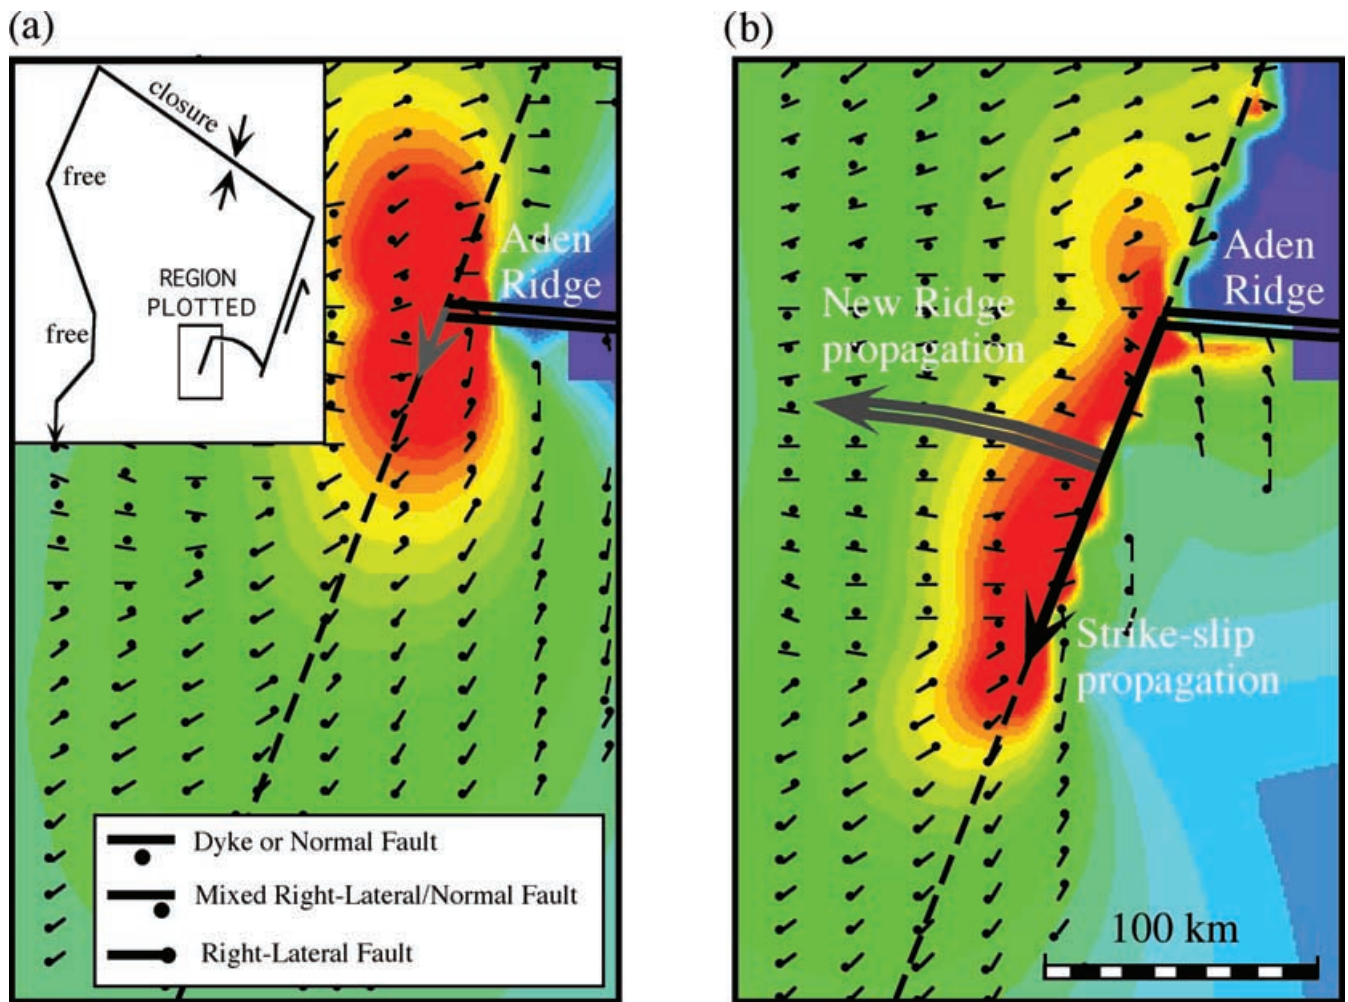 (a)
closure
free
free
REGION
PLOTTED
Aden
Ridge
Dyke or Normal Fault
Mixed Right-Lateral/Normal Fault
Right-Lateral Fault
(b)
Aden
Ridge
New Ridge
propagation
Strike-slip
propagation
100 km